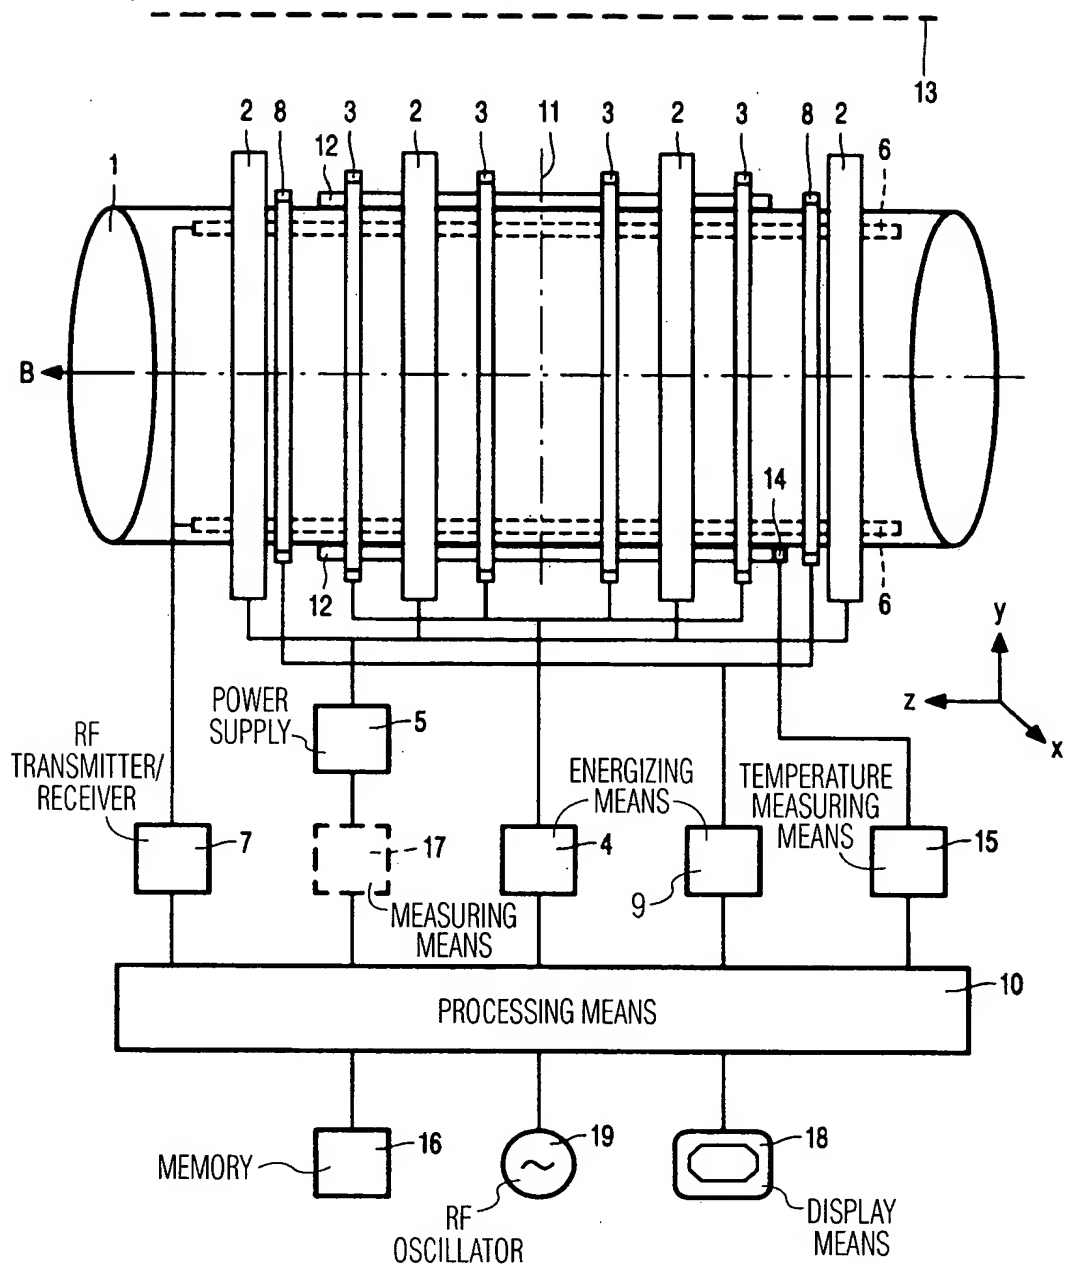 13
2 8 3 2 3 11 3 2 3 8 2
1 12 6
B
14
12 6
y
z
x
POWER
SUPPLY
5
RF
TRANSMITTER/
RECEIVER
7
ENERGIZING
MEANS
TEMPERATURE
MEASURING
MEANS
17
4
9
15
MEASURING
MEANS
10
PROCESSING MEANS
16
19
18
MEMORY
~
RF
OSCILLATOR
DISPLAY
MEANS